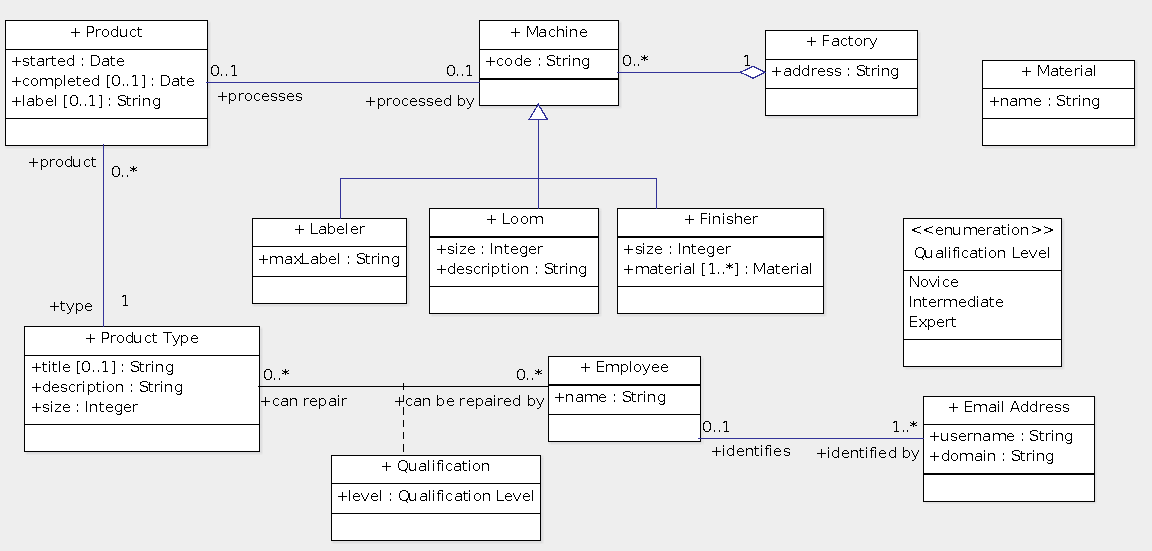 + Product
+started : Date
+completed [0..1] : Date
+label [0..1] : String
+ Machine
+code : String
+ Factory
+address : String
+ Material
+name : String
0..1
+processes
0..1
+processed by
0..*
1
+product
0..*
+ Labeler
+maxLabel : String
+ Loom
+size : Integer
+description : String
+ Finisher
+size : Integer
+material [1..*] : Material
<<enumeration>>
Qualification Level
Novice
Intermediate
Expert
+type
1
+ Product Type
+title [0..1] : String
+description : String
+size : Integer
0..*
+can repair
0..*
+can be repaired by
+ Employee
+name : String
0..1
+identifies
1..*
+identified by
+ Email Address
+username : String
+domain : String
+ Qualification
+level : Qualification Level